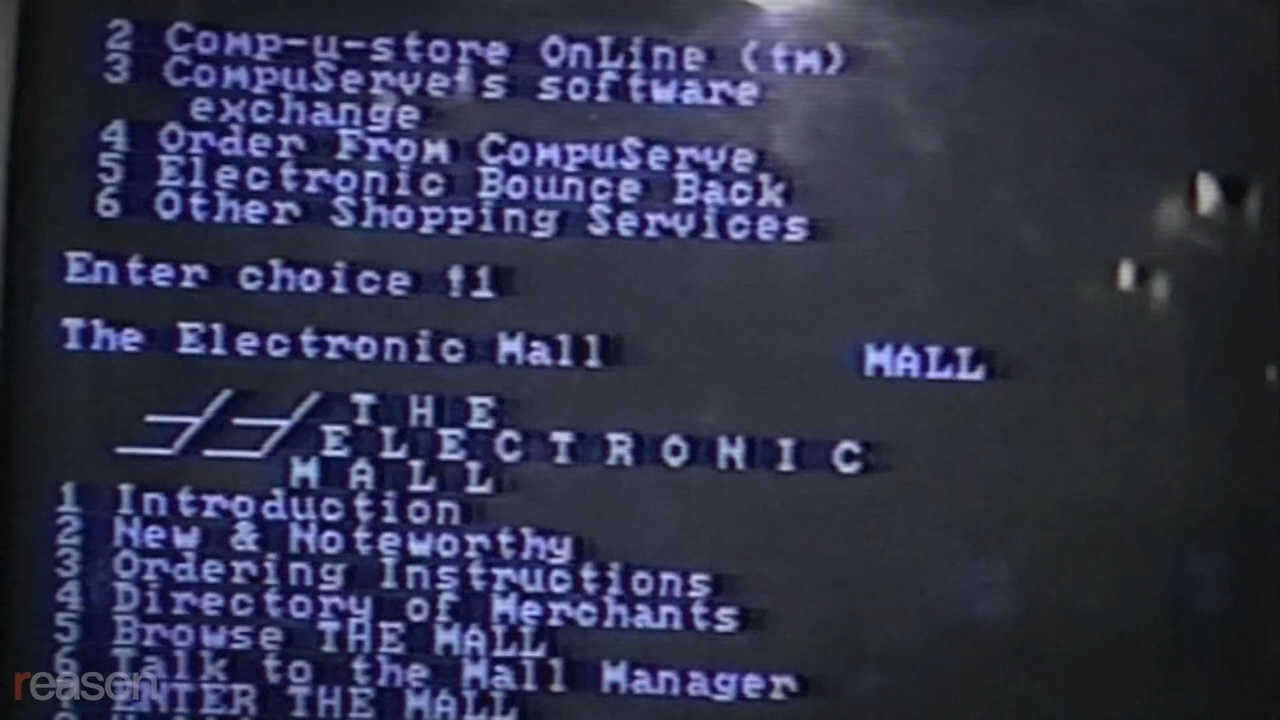 2 Comp-u-store OnLine (tm)
3 CompuServe's software
exchange
4 Order From CompuServe
5 Electronic Bounce Back
6 Other Shopping Services
Enter choice !1
The Electronic Mall MALL
THE
ELECTRONIC
MALL
1 Introduction
2 New & Noteworthy
3 Ordering Instructions
4 Directory of Merchants
5 Browse THE MALL
6 Talk to the Mall Manager
ENTER THE MALL
reason